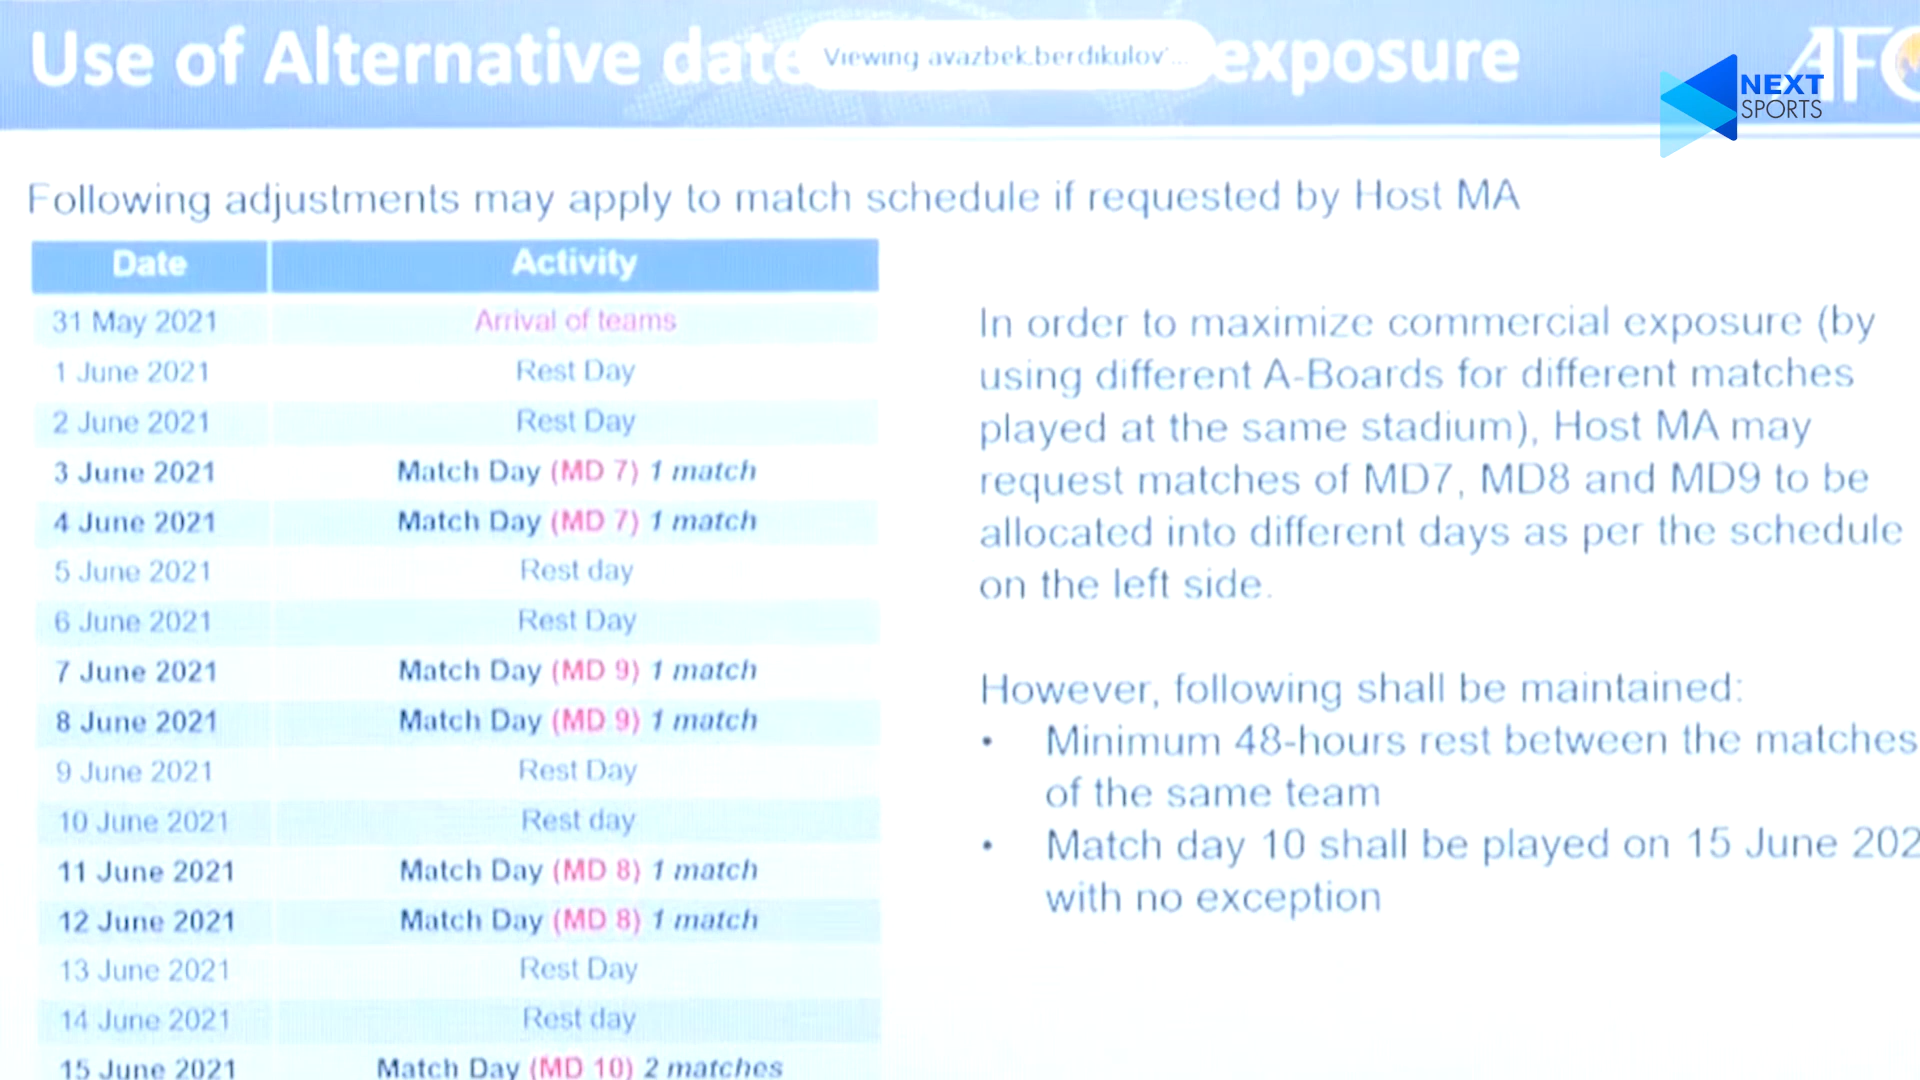 Use of Alternative date exposure
Viewing avazbek.berdikulov'...
AFC
NEXT
SPORTS
Following adjustments may apply to match schedule if requested by Host MA
Date Activity
31 May 2021 Arrival of teams
1 June 2021 Rest Day
2 June 2021 Rest Day
3 June 2021 Match Day (MD 7) 1 match
4 June 2021 Match Day (MD 7) 1 match
5 June 2021 Rest day
6 June 2021 Rest Day
7 June 2021 Match Day (MD 9) 1 match
8 June 2021 Match Day (MD 9) 1 match
9 June 2021 Rest Day
10 June 2021 Rest day
11 June 2021 Match Day (MD 8) 1 match
12 June 2021 Match Day (MD 8) 1 match
13 June 2021 Rest Day
14 June 2021 Rest day
15 June 2021 Match Day (MD 10) 2 matches
In order to maximize commercial exposure (by
using different A-Boards for different matches
played at the same stadium), Host MA may
request matches of MD7, MD8 and MD9 to be
allocated into different days as per the schedule
on the left side.
However, following shall be maintained:
• Minimum 48-hours rest between the matches
of the same team
• Match day 10 shall be played on 15 June 202
with no exception